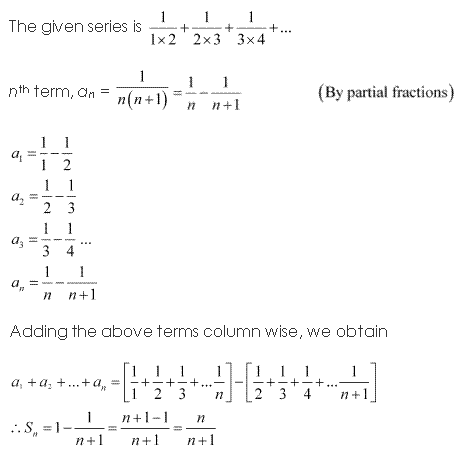 The given series is 1/(1×2) + 1/(2×3) + 1/(3×4) + ...
nth term, aₙ = 1/(n(n+1)) = 1/n − 1/(n+1) (By partial fractions)
a₁ = 1/1 − 1/2
a₂ = 1/2 − 1/3
a₃ = 1/3 − 1/4 ...
aₙ = 1/n − 1/(n+1)
Adding the above terms column wise, we obtain
a₁ + a₂ + ... + aₙ = [1/1 + 1/2 + 1/3 + ... 1/n] − [1/2 + 1/3 + 1/4 + ... 1/(n+1)]
∴ Sₙ = 1 − 1/(n+1) = (n+1−1)/(n+1) = n/(n+1)